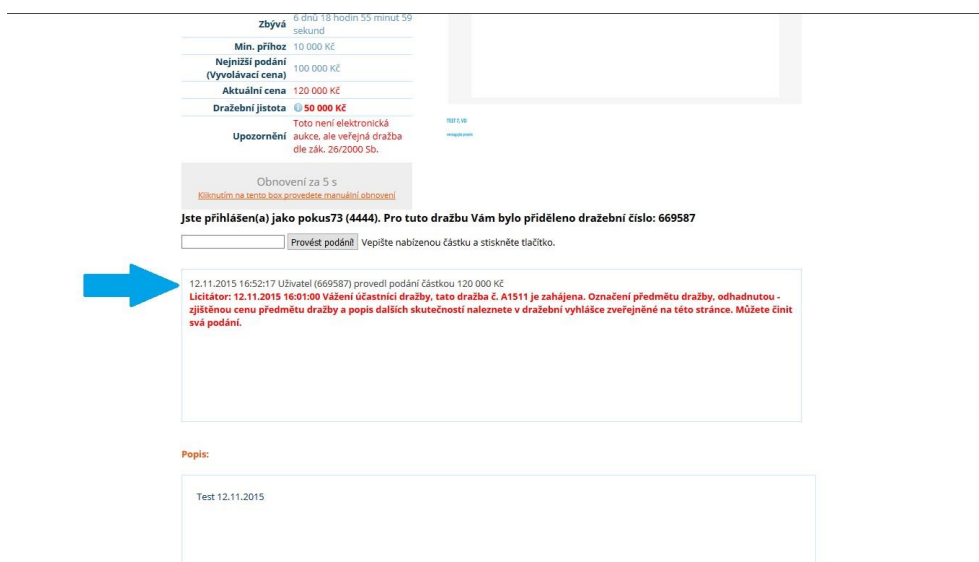 Zbývá 6 dnů 18 hodin 55 minut 59
sekund
Min. příhoz 10 000 Kč
Nejnižší podání
(Vyvolávací cena) 100 000 Kč
Aktuální cena 120 000 Kč
Dražební jistota 50 000 Kč
Upozornění Toto není elektronická
aukce, ale veřejná dražba
dle zák. 26/2000 Sb.
TEST 7, VD
Obnovení za 5 s
Kliknutím na tento box provedete manuální obnovení
Jste přihlášen(a) jako pokus73 (4444). Pro tuto dražbu Vám bylo přiděleno dražební číslo: 669587
Provést podání! Vepište nabízenou částku a stiskněte tlačítko.
12.11.2015 16:52:17 Uživatel (669587) provedl podání částkou 120 000 Kč
Licitátor: 12.11.2015 16:01:00 Vážení účastníci dražby, tato dražba č. A1511 je zahájena. Označení předmětu dražby, odhadnutou -
zjištěnou cenu předmětu dražby a popis dalších skutečností naleznete v dražební vyhlášce zveřejněné na této stránce. Můžete činit
svá podání.
Popis:
Test 12.11.2015